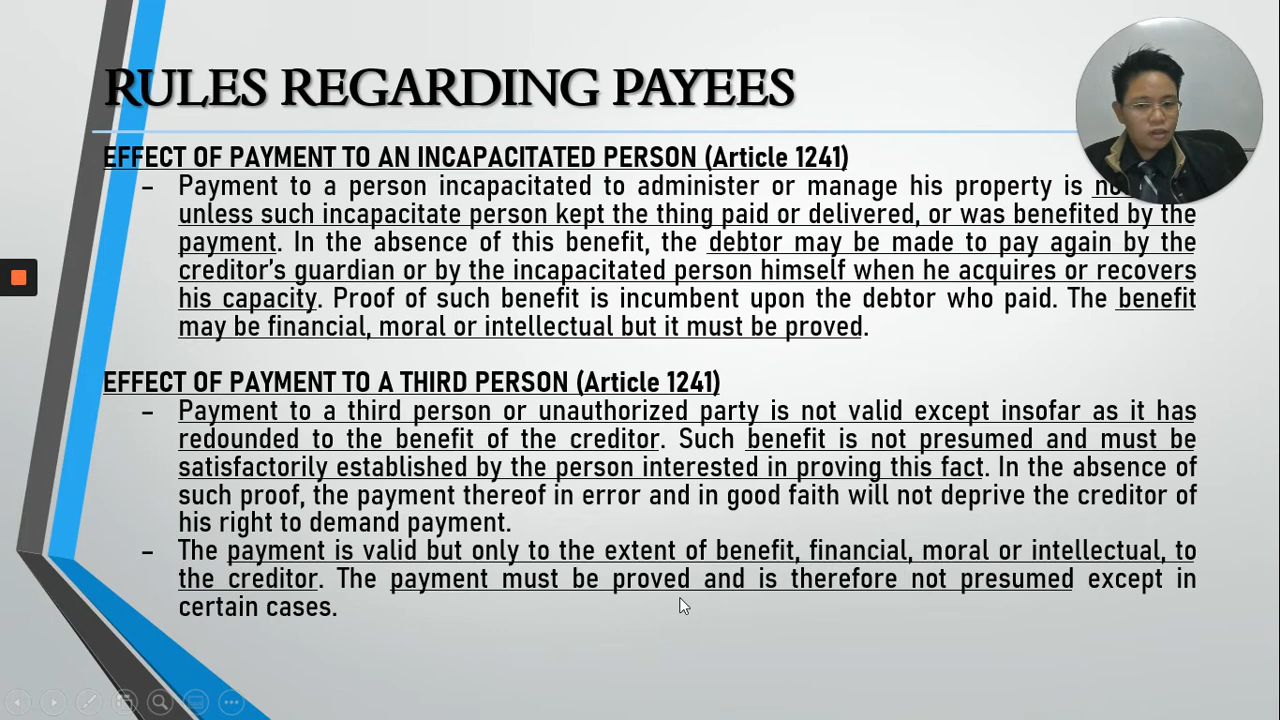 RULES REGARDING PAYEES
EFFECT OF PAYMENT TO AN INCAPACITATED PERSON (Article 1241)
– Payment to a person incapacitated to administer or manage his property is
unless such incapacitate person kept the thing paid or delivered, or was benefited by the
payment. In the absence of this benefit, the debtor may be made to pay again by the
creditor's guardian or by the incapacitated person himself when he acquires or recovers
his capacity. Proof of such benefit is incumbent upon the debtor who paid. The benefit
may be financial, moral or intellectual but it must be proved.
EFFECT OF PAYMENT TO A THIRD PERSON (Article 1241)
– Payment to a third person or unauthorized party is not valid except insofar as it has
redounded to the benefit of the creditor. Such benefit is not presumed and must be
satisfactorily established by the person interested in proving this fact. In the absence of
such proof, the payment thereof in error and in good faith will not deprive the creditor of
his right to demand payment.
– The payment is valid but only to the extent of benefit, financial, moral or intellectual, to
the creditor. The payment must be proved and is therefore not presumed except in
certain cases.